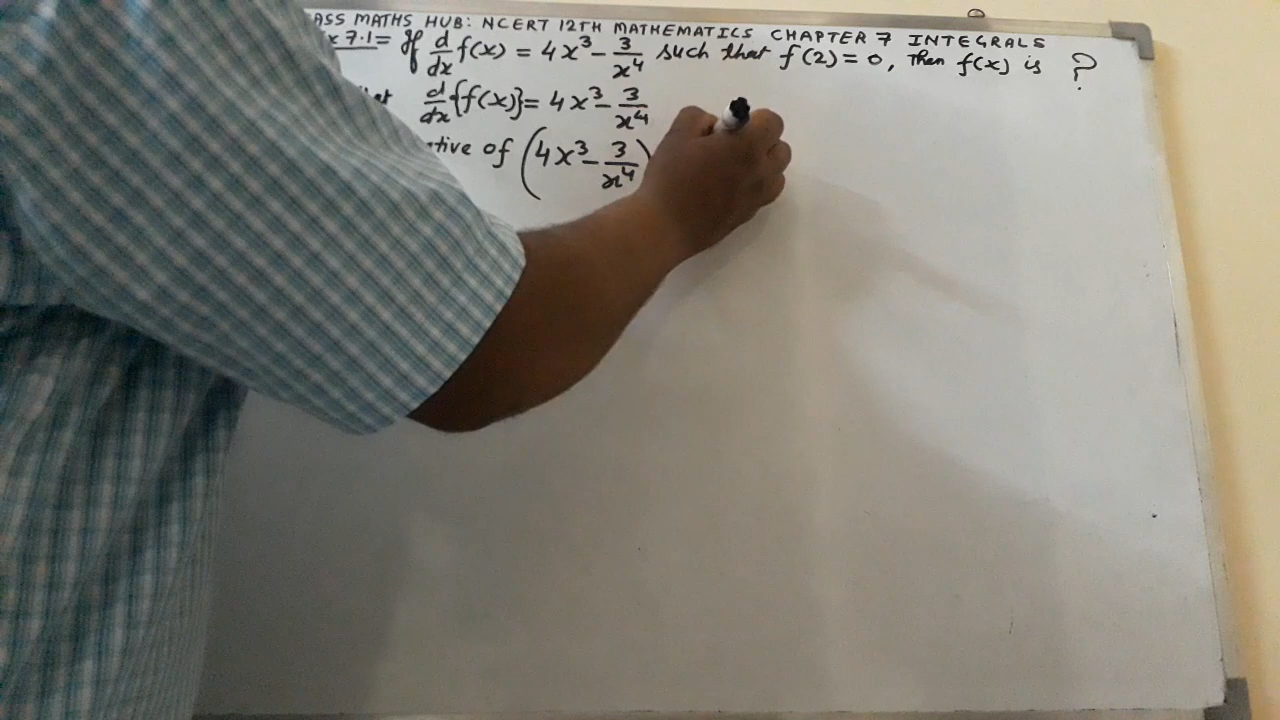 ASS MATHS HUB: NCERT 12TH MATHEMATICS CHAPTER 7 INTEGRALS
x 7.1 = If d/dx f(x) = 4x³ - 3/x⁴ such that f(2) = 0, Then f(x) is ?
d/dx {f(x)} = 4x³ - 3/x⁴
tive of (4x³ - 3/x⁴)